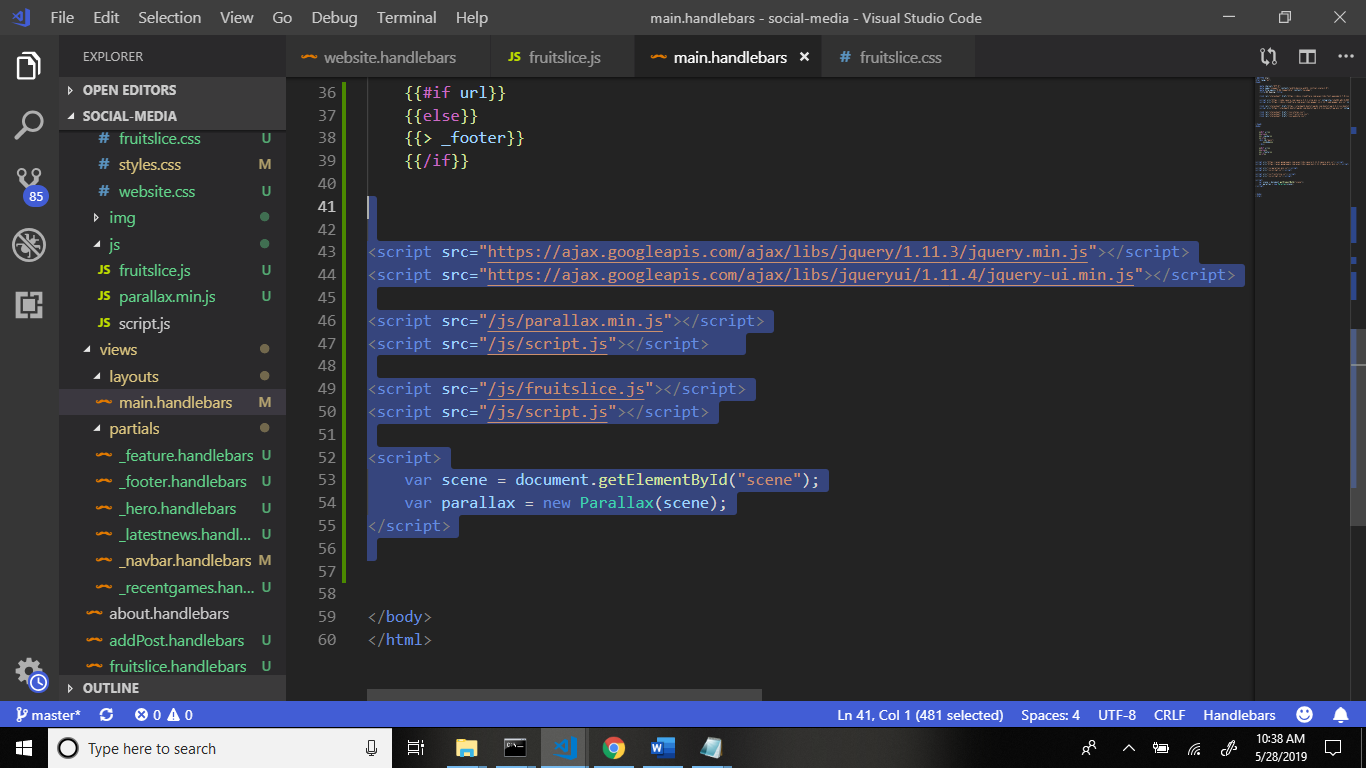 File Edit Selection View Go Debug Terminal Help main.handlebars - social-media - Visual Studio Code
EXPLORER
OPEN EDITORS
SOCIAL-MEDIA
# fruitslice.css U
# styles.css M
# website.css U
img
js
JS fruitslice.js U
JS parallax.min.js U
JS script.js
views
layouts
main.handlebars M
partials
_feature.handlebars U
_footer.handlebars U
_hero.handlebars U
_latestnews.handl... U
_navbar.handlebars M
_recentgames.han... U
about.handlebars
addPost.handlebars U
fruitslice.handlebars U
OUTLINE
85
website.handlebars JS fruitslice.js main.handlebars × # fruitslice.css
36 {{#if url}}
37 {{else}}
38 {{> _footer}}
39 {{/if}}
40
41
42
43 <script src="https://ajax.googleapis.com/ajax/libs/jquery/1.11.3/jquery.min.js"></script>
44 <script src="https://ajax.googleapis.com/ajax/libs/jqueryui/1.11.4/jquery-ui.min.js"></script>
45
46 <script src="/js/parallax.min.js"></script>
47 <script src="/js/script.js"></script>
48
49 <script src="/js/fruitslice.js"></script>
50 <script src="/js/script.js"></script>
51
52 <script>
53 var scene = document.getElementById("scene");
54 var parallax = new Parallax(scene);
55 </script>
56
57
58
59 </body>
60 </html>
master* 0 0 Ln 41, Col 1 (481 selected) Spaces: 4 UTF-8 CRLF Handlebars
Type here to search
10:38 AM
5/28/2019